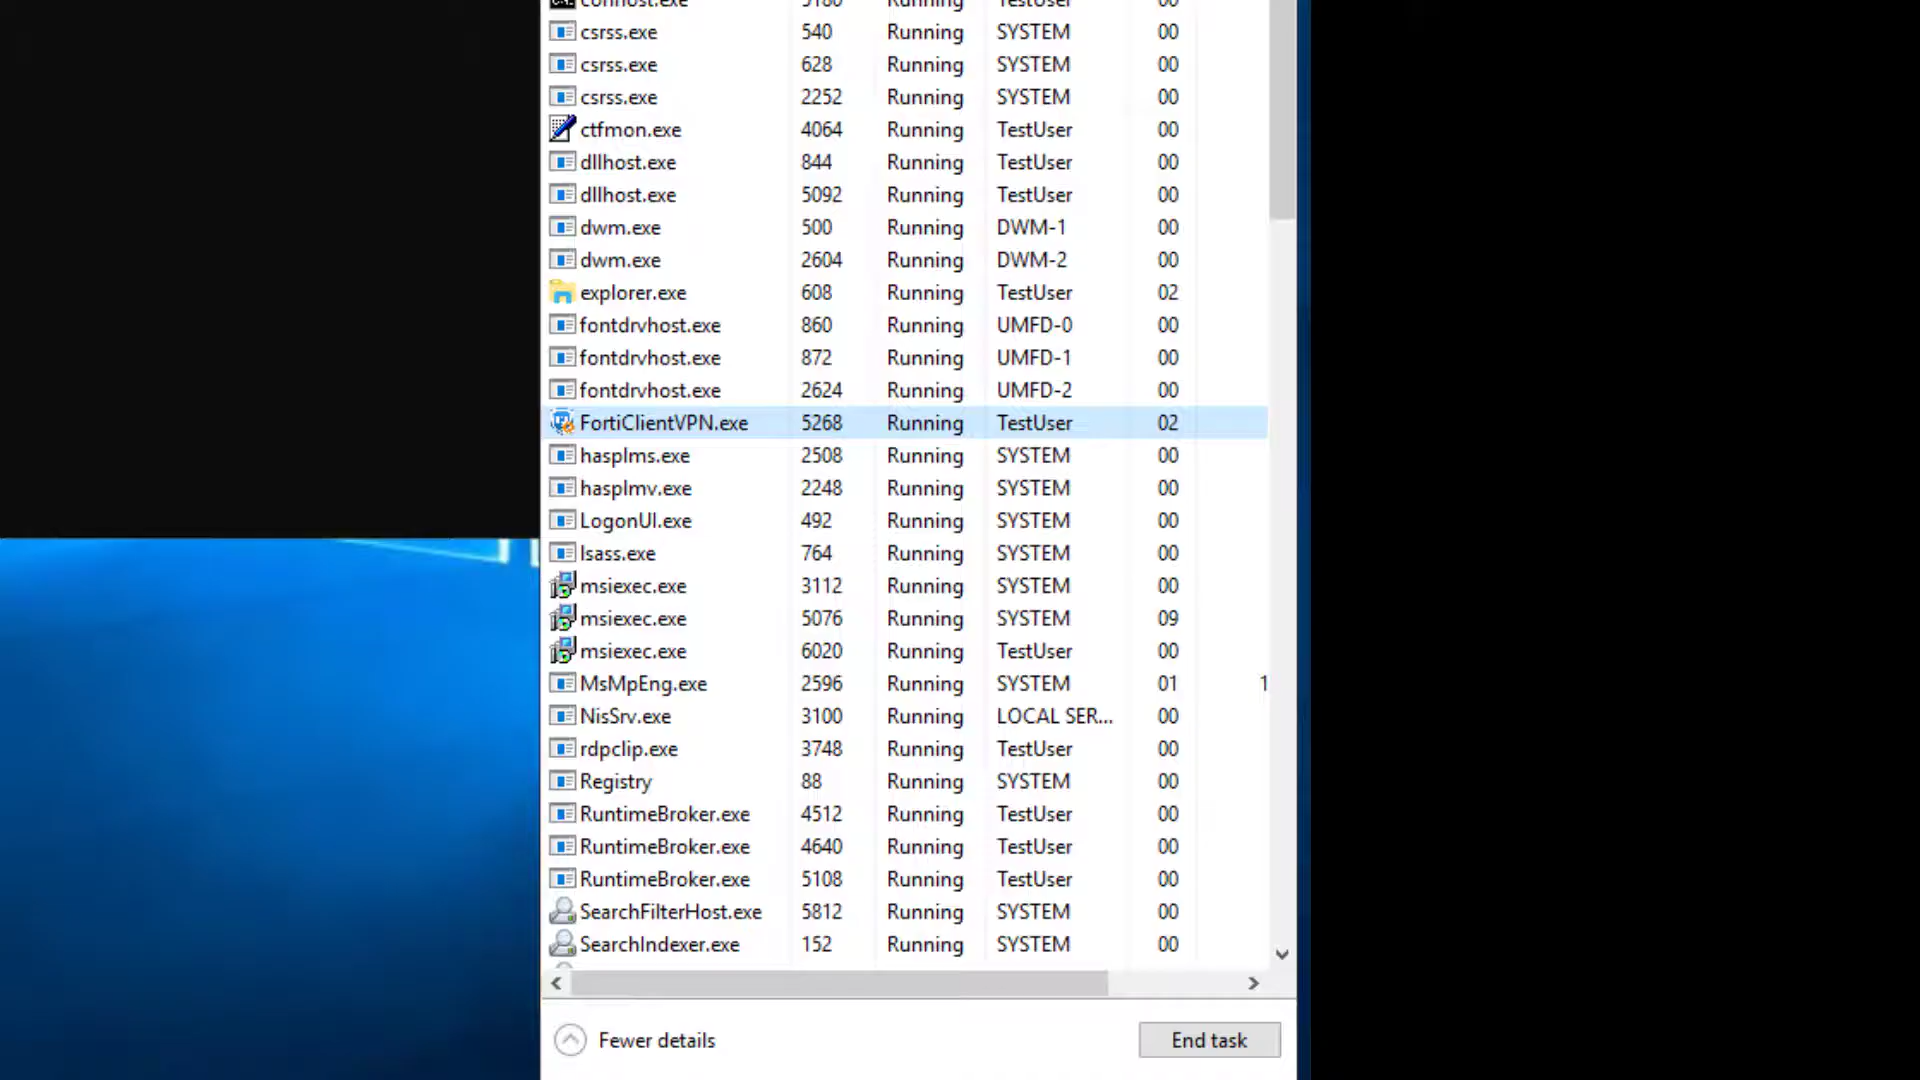 conhost.exe 5180 Running TestUser 00
csrss.exe 540 Running SYSTEM 00
csrss.exe 628 Running SYSTEM 00
csrss.exe 2252 Running SYSTEM 00
ctfmon.exe 4064 Running TestUser 00
dllhost.exe 844 Running TestUser 00
dllhost.exe 5092 Running TestUser 00
dwm.exe 500 Running DWM-1 00
dwm.exe 2604 Running DWM-2 00
explorer.exe 608 Running TestUser 02
fontdrvhost.exe 860 Running UMFD-0 00
fontdrvhost.exe 872 Running UMFD-1 00
fontdrvhost.exe 2624 Running UMFD-2 00
FortiClientVPN.exe 5268 Running TestUser 02
hasplms.exe 2508 Running SYSTEM 00
hasplmv.exe 2248 Running SYSTEM 00
LogonUI.exe 492 Running SYSTEM 00
lsass.exe 764 Running SYSTEM 00
msiexec.exe 3112 Running SYSTEM 00
msiexec.exe 5076 Running SYSTEM 09
msiexec.exe 6020 Running TestUser 00
MsMpEng.exe 2596 Running SYSTEM 01 1
NisSrv.exe 3100 Running LOCAL SER... 00
rdpclip.exe 3748 Running TestUser 00
Registry 88 Running SYSTEM 00
RuntimeBroker.exe 4512 Running TestUser 00
RuntimeBroker.exe 4640 Running TestUser 00
RuntimeBroker.exe 5108 Running TestUser 00
SearchFilterHost.exe 5812 Running SYSTEM 00
SearchIndexer.exe 152 Running SYSTEM 00
Fewer details
End task